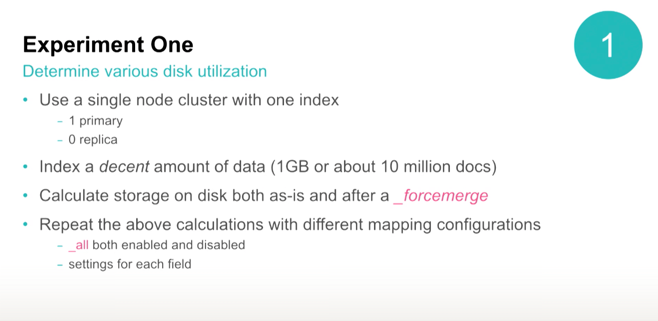 Experiment One
1
Determine various disk utilization
• Use a single node cluster with one index
– 1 primary
– 0 replica
• Index a decent amount of data (1GB or about 10 million docs)
• Calculate storage on disk both as-is and after a _forcemerge
• Repeat the above calculations with different mapping configurations
– _all both enabled and disabled
– settings for each field